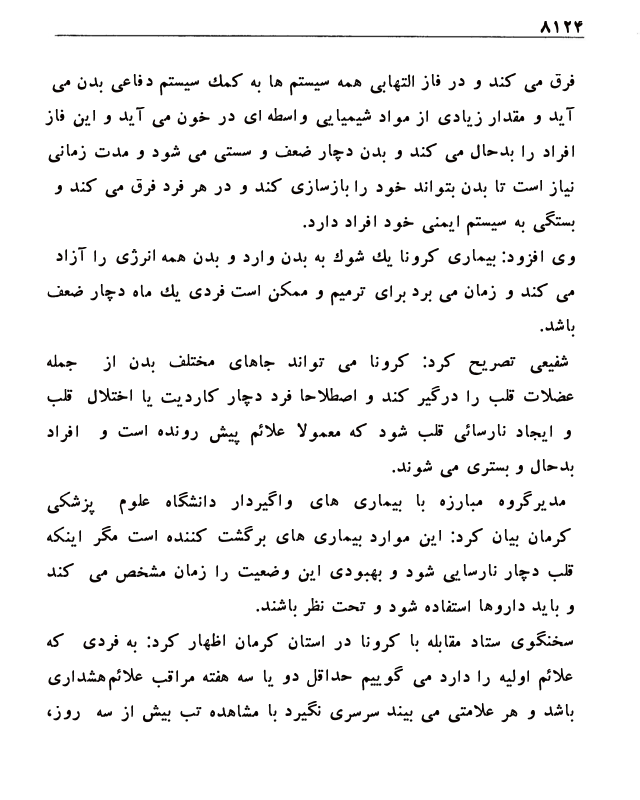 ۸۱۲۴
فرق می کند و در فاز التهابی همه سیستم ها به کمك سیستم دفاعی بدن می
آید و مقدار زیادی از مواد شیمیایی واسطه ای در خون می آید و این فاز
افراد را بدحال می کند و بدن دچار ضعف و سستی می شود و مدت زمانی
نیاز است تا بدن بتواند خود را بازسازی کند و در هر فرد فرق می کند و
بستگی به سیستم ایمنی خود افراد دارد.
وی افزود: بیماری کرونا یك شوك به بدن وارد و بدن همه انرژی را آزاد
می کند و زمان می برد برای ترمیم و ممکن است فردی یك ماه دچار ضعف
باشد.
شفیعی تصریح کرد: کرونا می تواند جاهای مختلف بدن از جمله
عضلات قلب را درگیر کند و اصطلاحا فرد دچار کاردیت یا اختلال قلب
و ایجاد نارسائی قلب شود که معمولا علائم پیش رونده است و افراد
بدحال و بستری می شوند.
مدیرگروه مبارزه با بیماری های واگیردار دانشگاه علوم پزشکی
کرمان بیان کرد: این موارد بیماری های برگشت کننده است مگر اینکه
قلب دچار نارسایی شود و بهبودی این وضعیت را زمان مشخص می کند
و باید داروها استفاده شود و تحت نظر باشند.
سخنگوی ستاد مقابله با کرونا در استان کرمان اظهار کرد: به فردی که
علائم اولیه را دارد می گوییم حداقل دو یا سه هفته مراقب علائم هشداری
باشد و هر علامتی می بیند سرسری نگیرد با مشاهده تب بیش از سه روز،